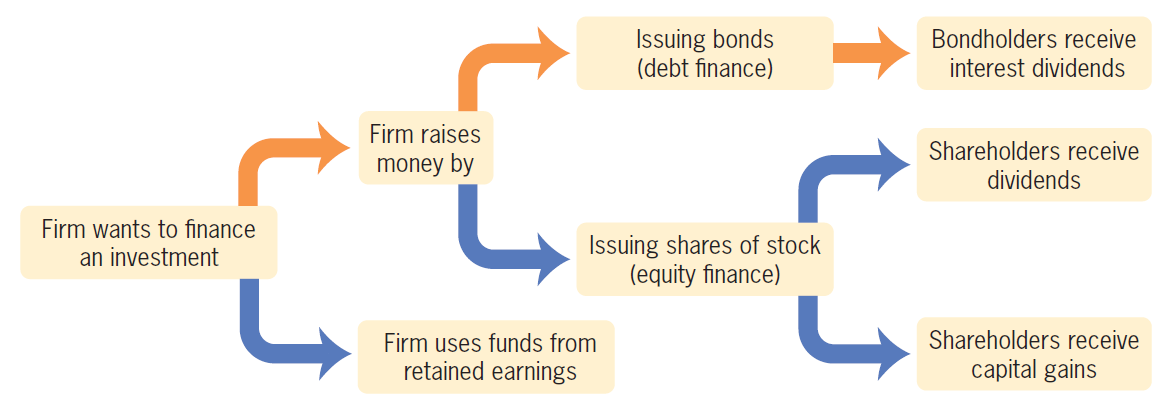 Firm wants to finance
an investment
Firm raises
money by
Firm uses funds from
retained earnings
Issuing bonds
(debt finance)
Issuing shares of stock
(equity finance)
Bondholders receive
interest dividends
Shareholders receive
dividends
Shareholders receive
capital gains